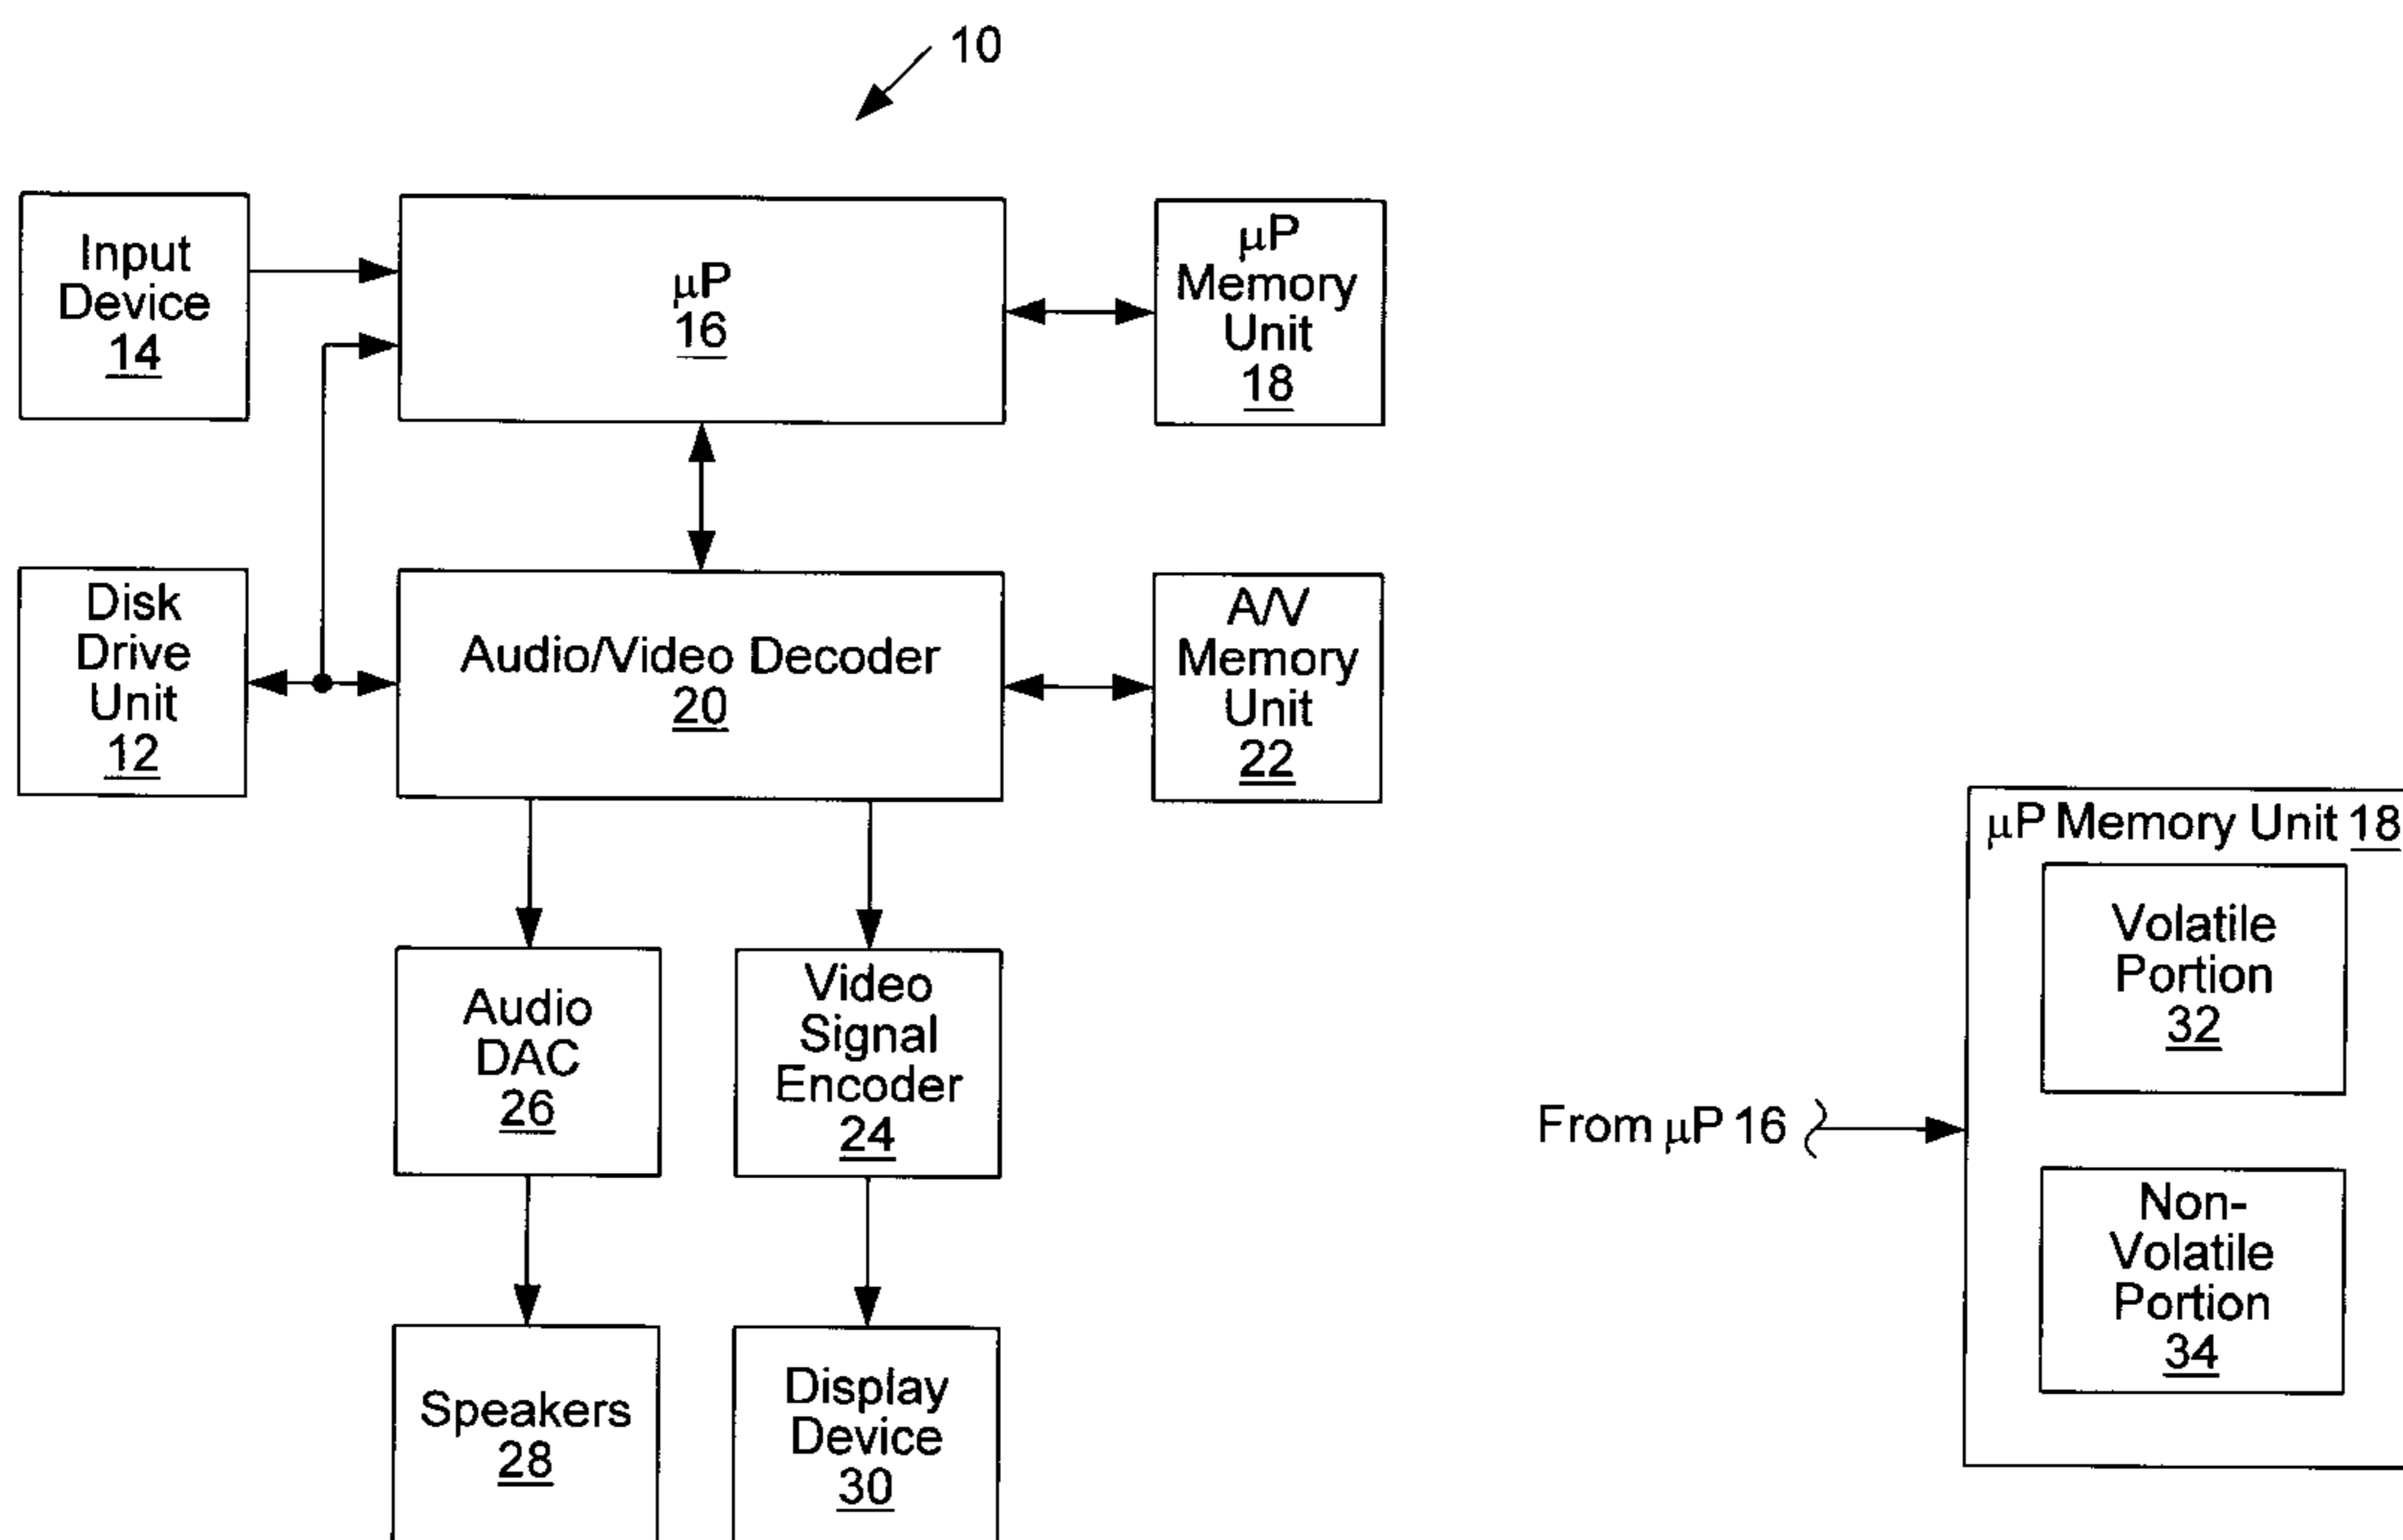 10
Input
Device
14
μP
16
μP
Memory
Unit
18
Disk
Drive
Unit
12
Audio/Video Decoder
20
A/V
Memory
Unit
22
Audio
DAC
26
Video
Signal
Encoder
24
Speakers
28
Display
Device
30
μP Memory Unit 18
Volatile
Portion
32
From μP 16
Non-
Volatile
Portion
34